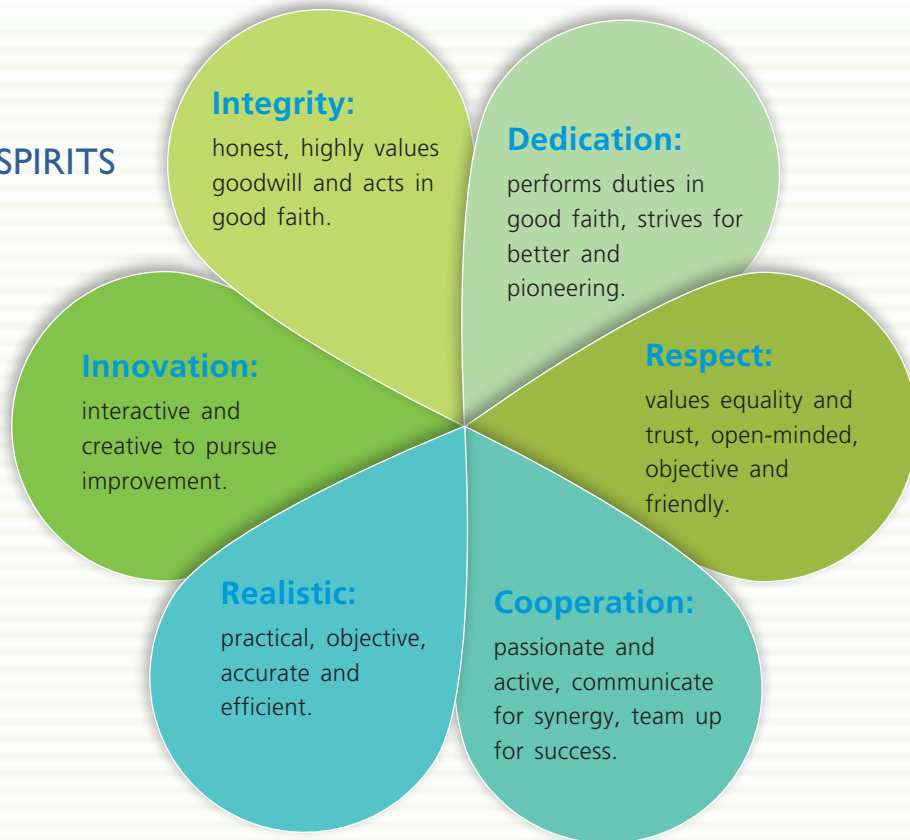 SPIRITS
Integrity:
honest, highly values
goodwill and acts in
good faith.
Dedication:
performs duties in
good faith, strives for
better and
pioneering.
Respect:
values equality and
trust, open-minded,
objective and
friendly.
Cooperation:
passionate and
active, communicate
for synergy, team up
for success.
Realistic:
practical, objective,
accurate and
efficient.
Innovation:
interactive and
creative to pursue
improvement.